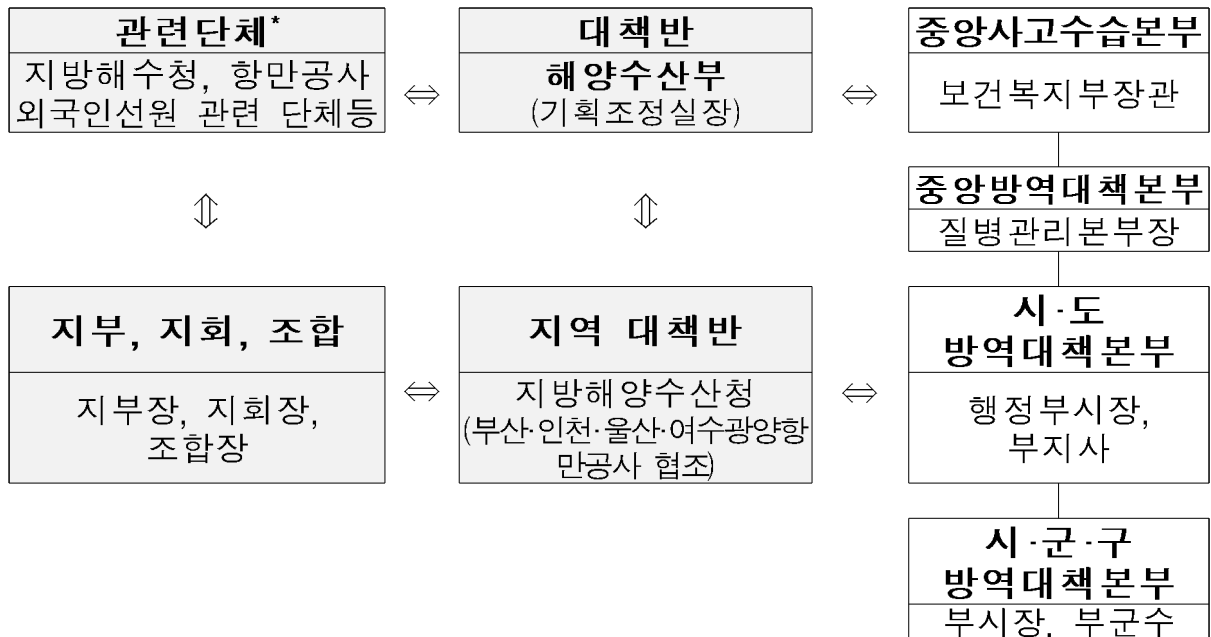 관련단체*
지방해수청, 항만공사
외국인선원 관련 단체등
대책반
해양수산부
(기획조정실장)
중앙사고수습본부
보건복지부장관
중앙방역대책본부
질병관리본부장
지부, 지회, 조합
지부장, 지회장,
조합장
지역 대책반
지방해양수산청
(부산·인천·울산·여수광양항
만공사 협조)
시·도
방역대책본부
행정부시장,
부지사
시·군·구
방역대책본부
부시장, 부군수